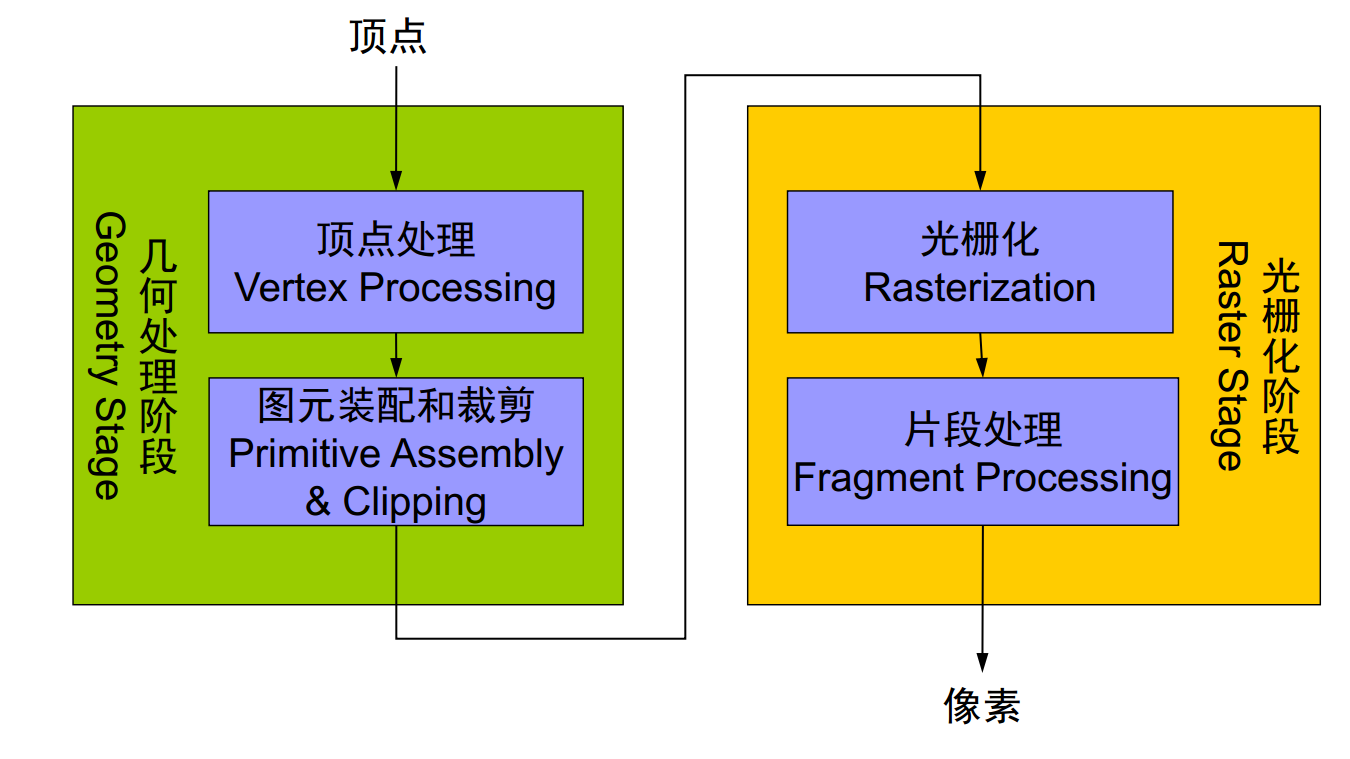 顶点
几何处理阶段
Geometry Stage
顶点处理
Vertex Processing
图元装配和裁剪
Primitive Assembly
& Clipping
光栅化
Rasterization
片段处理
Fragment Processing
光栅化阶段
Raster Stage
像素